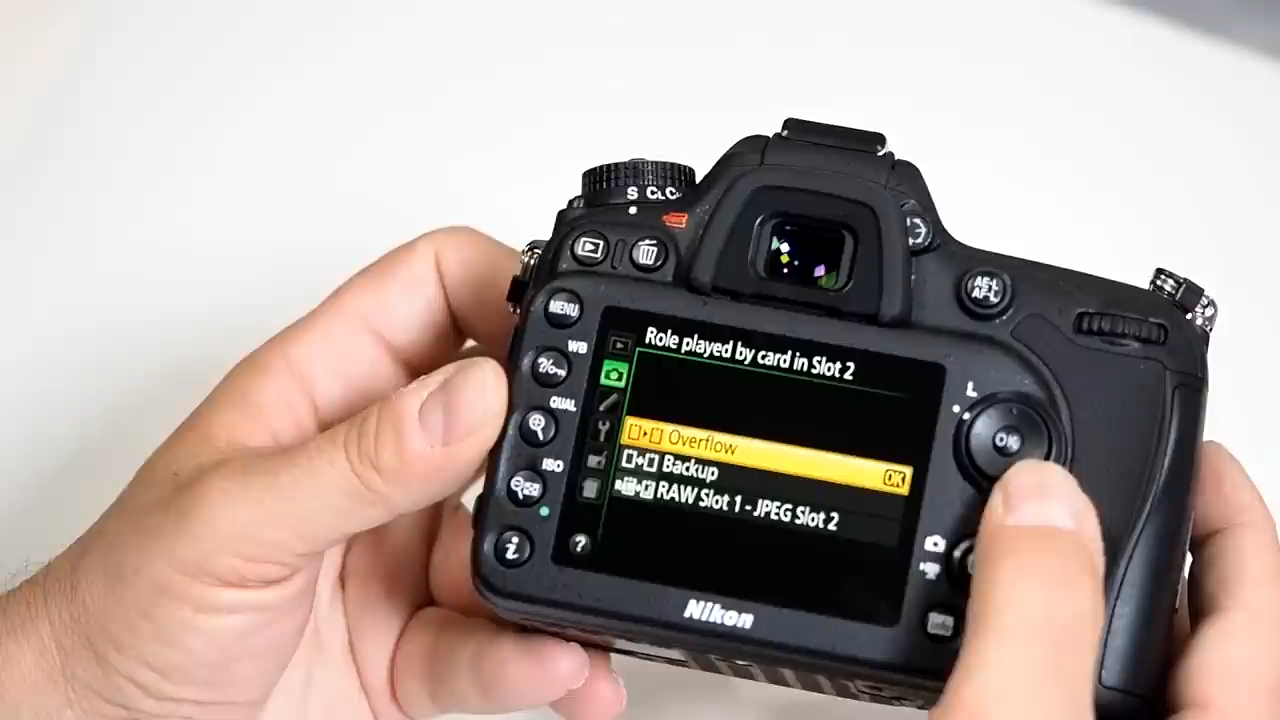 S CL C
MENU
WB
?/
QUAL
ISO
i
AE-L
AF-L
L
OK
Role played by card in Slot 2
Overflow
OK
Backup
RAW Slot 1 - JPEG Slot 2
?
info
Nikon